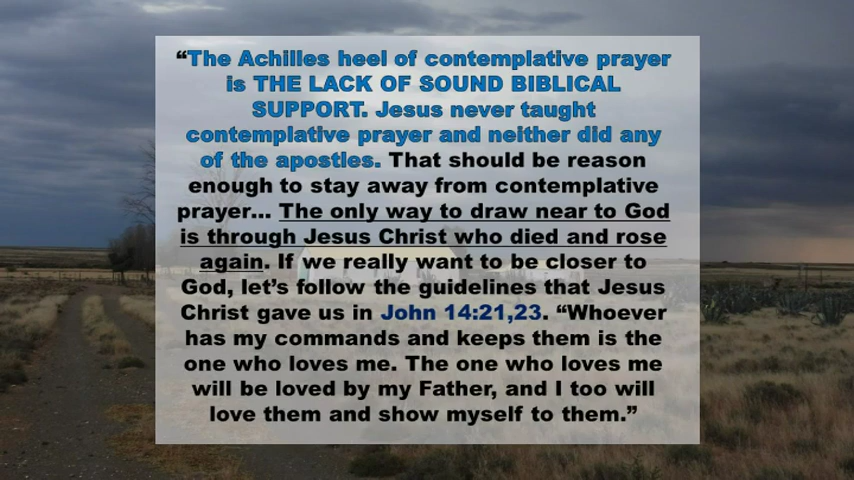 “The Achilles heel of contemplative prayer
is THE LACK OF SOUND BIBLICAL
SUPPORT. Jesus never taught
contemplative prayer and neither did any
of the apostles. That should be reason
enough to stay away from contemplative
prayer... The only way to draw near to God
is through Jesus Christ who died and rose
again. If we really want to be closer to
God, let’s follow the guidelines that Jesus
Christ gave us in John 14:21,23. “Whoever
has my commands and keeps them is the
one who loves me. The one who loves me
will be loved by my Father, and I too will
love them and show myself to them.”